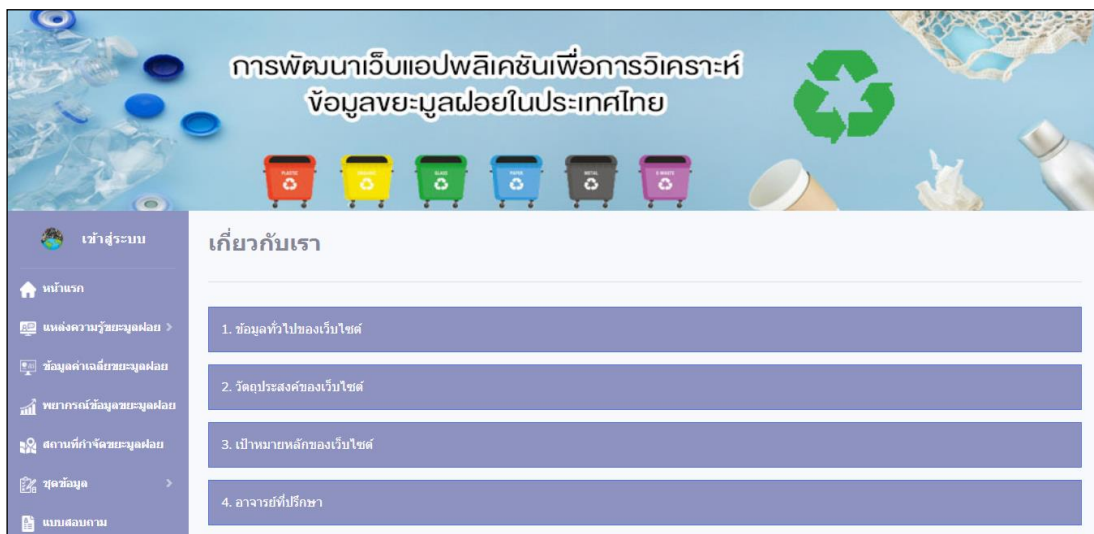 การพัฒนาเว็บแอปพลิเคชันเพื่อการวิเคราะห์
ข้อมูลขยะมูลฝอยในประเทศไทย
PLASTIC
ORGANIC
GLASS
PAPER
METAL
E-WASTE
เข้าสู่ระบบ
หน้าแรก
แหล่งความรู้ขยะมูลฝอย >
ข้อมูลค่าเฉลี่ยขยะมูลฝอย
พยากรณ์ข้อมูลขยะมูลฝอย
สถานที่กำจัดขยะมูลฝอย
ชุดข้อมูล >
แบบสอบถาม
เกี่ยวกับเรา
1. ข้อมูลทั่วไปของเว็บไซต์
2. วัตถุประสงค์ของเว็บไซต์
3. เป้าหมายหลักของเว็บไซต์
4. อาจารย์ที่ปรึกษา